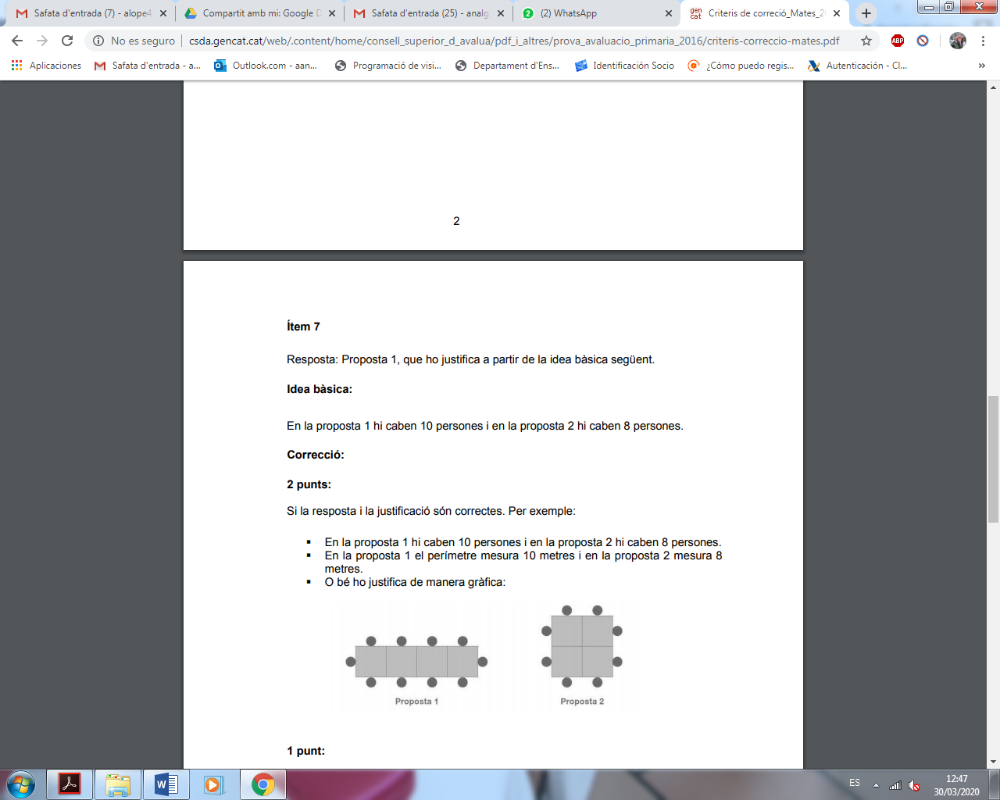 Safata d'entrada (7) - alope4
Compartit amb mi: Google D
Safata d'entrada (25) - analg
2 (2) WhatsApp
gen cat Criteris de correció_Mates_2
No es seguro csda.gencat.cat/web/.content/home/consell_superior_d_avalua/pdf_i_altres/prova_avaluacio_primaria_2016/criteris-correccio-mates.pdf
ABP
Aplicaciones Safata d'entrada - a... Outlook.com - aan... Programació de visi... Departament d'Ens... Identificación Socio ¿Cómo puedo regis... Autenticación - Cl... »
2
Ítem 7
Resposta: Proposta 1, que ho justifica a partir de la idea bàsica següent.
Idea bàsica:
En la proposta 1 hi caben 10 persones i en la proposta 2 hi caben 8 persones.
Correcció:
2 punts:
Si la resposta i la justificació són correctes. Per exemple:
▪ En la proposta 1 hi caben 10 persones i en la proposta 2 hi caben 8 persones.
▪ En la proposta 1 el perímetre mesura 10 metres i en la proposta 2 mesura 8
metres.
▪ O bé ho justifica de manera gràfica:
Proposta 1
Proposta 2
1 punt:
W
ES
12:47
30/03/2020